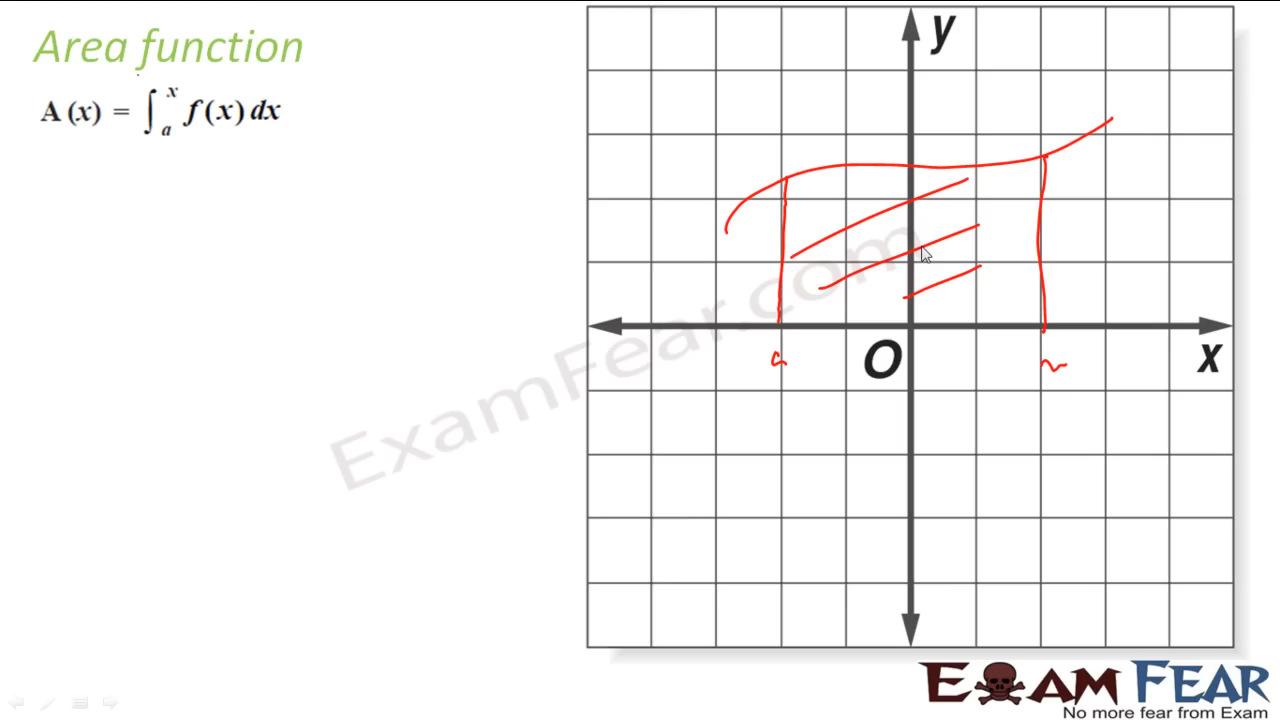 Area function
A (x) = ∫ₐˣ f(x) dx
y
O
x
a
ExamFear.com
EXAM FEAR
No more fear from Exam